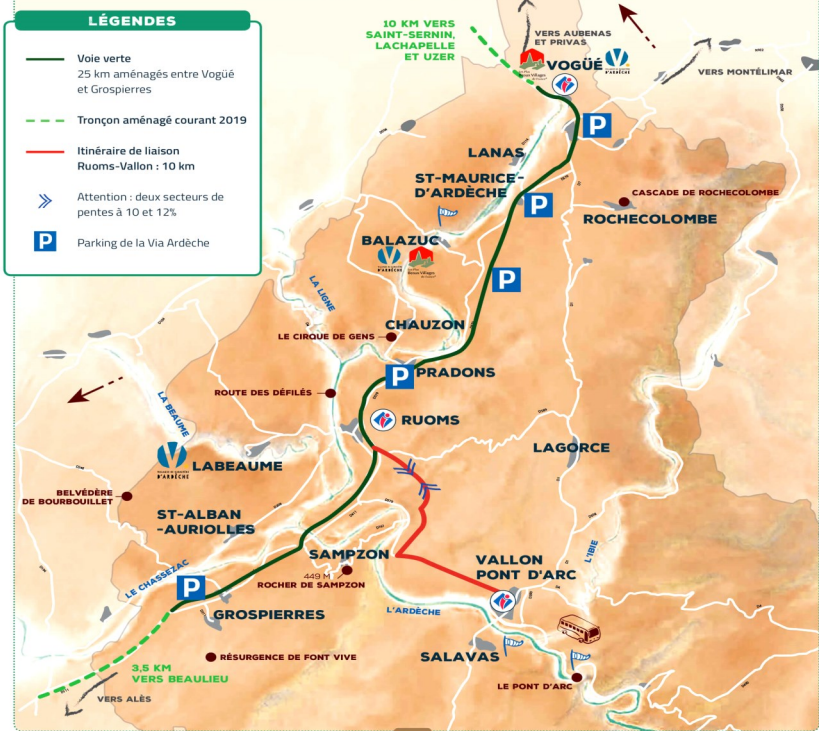 LÉGENDES
Voie verte
25 km aménagés entre Vogüé
et Grospierres
Tronçon aménagé courant 2019
Itinéraire de liaison
Ruoms-Vallon : 10 km
Attention : deux secteurs de
pentes à 10 et 12%
P
Parking de la Via Ardèche
10 KM VERS
SAINT-SERNIN,
LACHAPELLE
ET UZER
VERS AUBENAS
ET PRIVAS
VOGÜÉ
VERS MONTÉLIMAR
P
LANAS
ST-MAURICE-
D'ARDÈCHE
P
CASCADE DE ROCHECOLOMBE
ROCHECOLOMBE
BALAZUC
P
LA LIGNE
CHAUZON
LE CIRQUE DE GENS
P
PRADONS
ROUTE DES DÉFILÉS
LA BEAUME
RUOMS
LAGORCE
LABEAUME
BELVÉDÈRE
DE BOURBOUILLET
ST-ALBAN
-AURIOLLES
SAMPZON
449 M
ROCHER DE SAMPZON
VALLON
PONT D'ARC
L'IBIE
LE CHASSEZAC
P
GROSPIERRES
L'ARDÈCHE
SALAVAS
RÉSURGENCE DE FONT VIVE
3,5 KM
VERS BEAULIEU
VERS ALÈS
LE PONT D'ARC